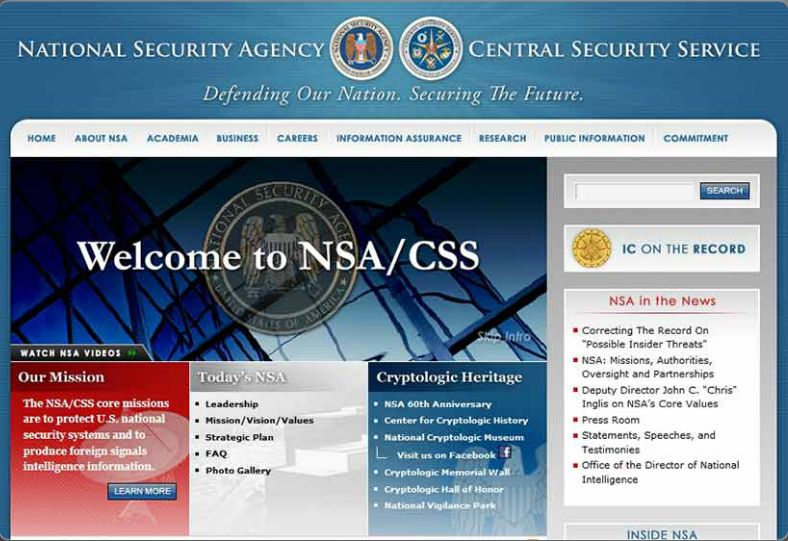 NATIONAL SECURITY AGENCY
CENTRAL SECURITY SERVICE
Defending Our Nation. Securing The Future.
HOME
ABOUT NSA
ACADEMIA
BUSINESS
CAREERS
INFORMATION ASSURANCE
RESEARCH
PUBLIC INFORMATION
COMMITMENT
NATIONAL SECURITY
UNITED STATES OF AMERICA
Welcome to NSA/CSS
Skip Intro
WATCH NSA VIDEOS
Our Mission
The NSA/CSS core missions
are to protect U.S. national
security systems and to
produce foreign signals
intelligence information.
LEARN MORE
Today's NSA
Leadership
Mission/Vision/Values
Strategic Plan
FAQ
Photo Gallery
Cryptologic Heritage
NSA 60th Anniversary
Center for Cryptologic History
National Cryptologic Museum
Visit us on Facebook
Cryptologic Memorial Wall
Cryptologic Hall of Honor
National Vigilance Park
SEARCH
IC ON THE RECORD
NSA in the News
Correcting The Record On
"Possible Insider Threats"
NSA: Missions, Authorities,
Oversight and Partnerships
Deputy Director John C. "Chris"
Inglis on NSA's Core Values
Press Room
Statements, Speeches, and
Testimonies
Office of the Director of National
Intelligence
INSIDE NSA